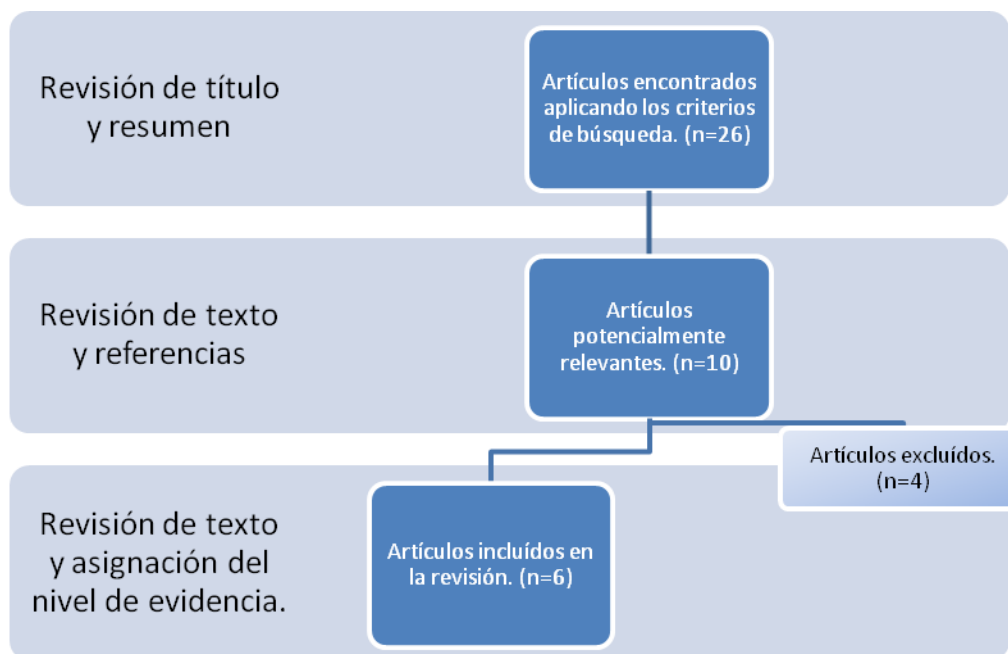 Revisión de título
y resumen
Artículos encontrados
aplicando los criterios
de búsqueda. (n=26)
Revisión de texto
y referencias
Artículos
potencialmente
relevantes. (n=10)
Artículos excluídos.
(n=4)
Revisión de texto
y asignación del
nivel de evidencia.
Artículos incluídos en
la revisión. (n=6)